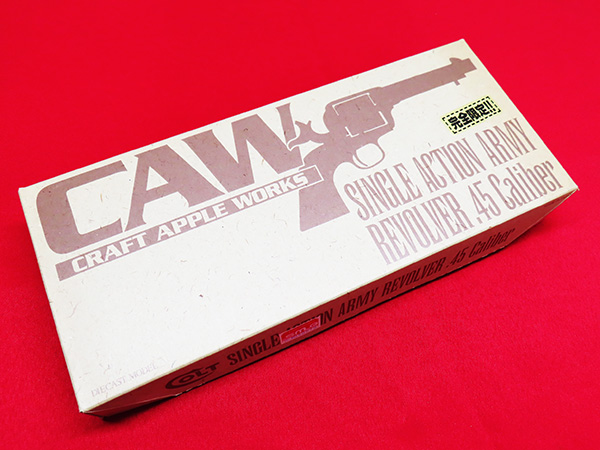 CAW
CRAFT APPLE WORKS
完全限定!!
SINGLE ACTION ARMY
REVOLVER .45 Caliber
DIECAST MODEL
COLT SINGLE ACTION ARMY REVOLVER .45 Caliber